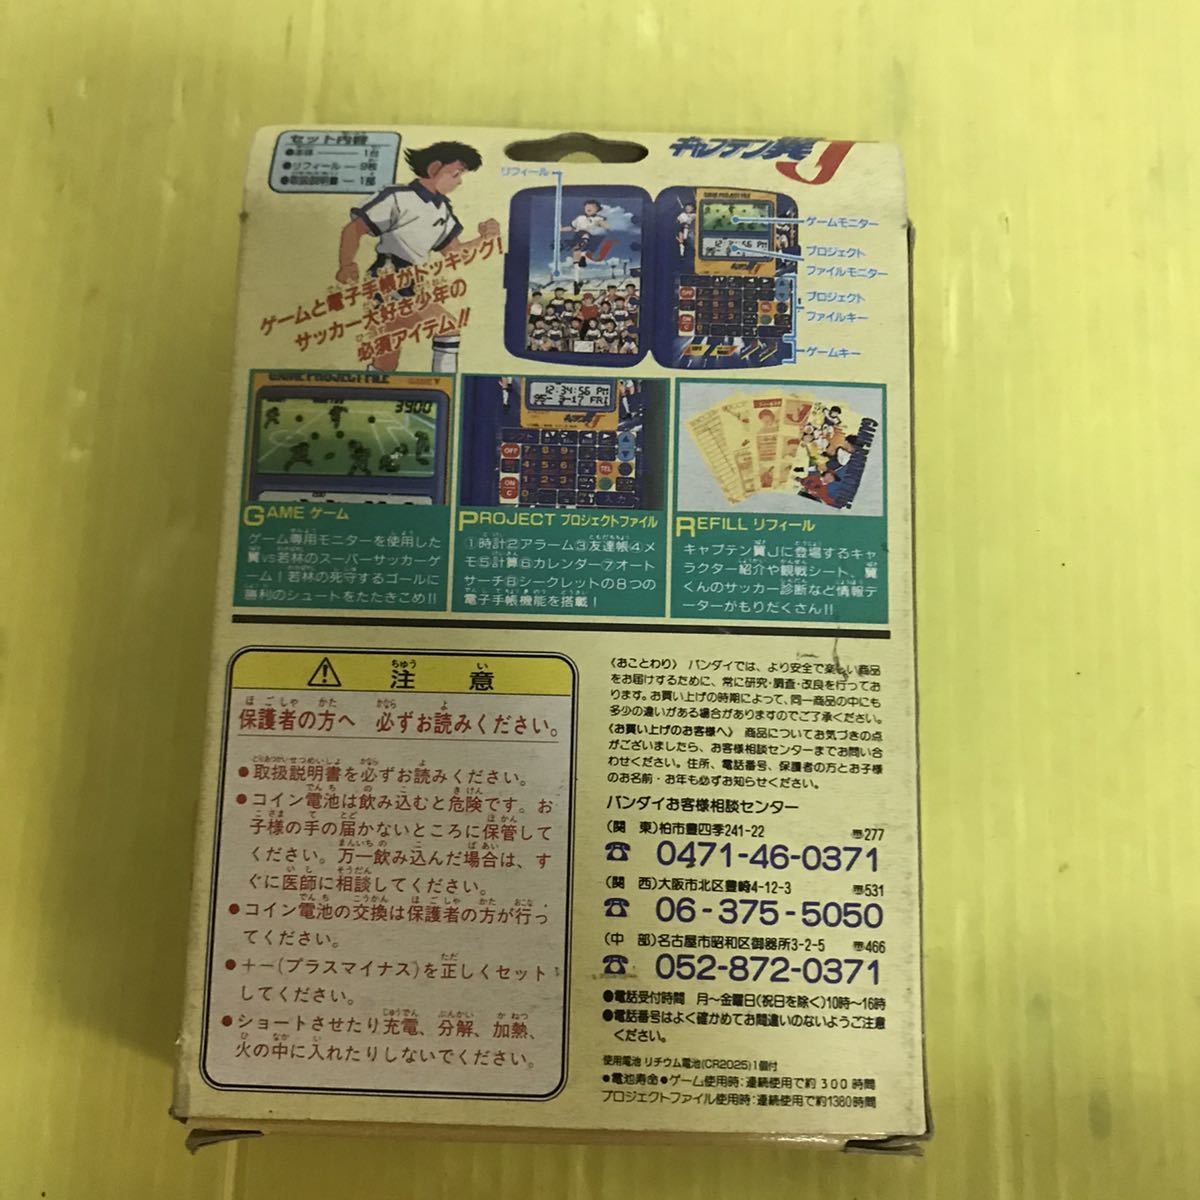 セット内容
●本体 ——— 1台
●リフィール — 9枚
●取扱説明書 — 1部
キャプテン翼J
リフィール
ゲームと電子手帳がドッキング!
サッカー大好き少年の
必須アイテム!!
ゲームモニター
プロジェクト
ファイルモニター
プロジェクト
ファイルキー
ゲームキー
GAME PROJECT FILE
3900
GAME ゲーム
ゲーム専用モニターを使用した
翼vs若林のスーパーサッカーゲ
ーム!若林の死守するゴールに
勝利のシュートをたたきこめ!!
12:34:56 PM
95- 3-17 FRI
PROJECT プロジェクトファイル
①時計②アラーム③友達帳④メ
モ⑤計算⑥カレンダー⑦オート
サーチ⑧シークレットの8つの
電子手帳機能を搭載!
REFILL リフィール
キャプテン翼Jに登場するキャ
ラクター紹介や観戦シート、翼
くんのサッカー診断など情報デ
ーターがもりだくさん!!
注意
保護者の方へ 必ずお読みください。
●取扱説明書を必ずお読みください。
●コイン電池は飲み込むと危険です。お
子様の手の届かないところに保管して
ください。万一飲み込んだ場合は、す
ぐに医師に相談してください。
●コイン電池の交換は保護者の方が行っ
てください。
●+−(プラスマイナス)を正しくセット
してください。
●ショートさせたり充電、分解、加熱、
火の中に入れたりしないでください。
《おことわり》 バンダイでは、より安全で楽しい商品
をお届けするために、常に研究・調査・改良を行ってお
ります。お買い上げの時期によって、同一商品の中にも
多少の違いがある場合がありますのでご了承ください。
《お買い上げのお客様へ》 商品についてお気づきの点
がございましたら、お客様相談センターまでお問い合
わせください。住所、電話番号、保護者の方とお子様
のお名前・お年も必ずお知らせください。
バンダイお客様相談センター
(関 東)柏市豊四季241-22 〒277
☎ 0471-46-0371
(関 西)大阪市北区豊崎4-12-3 〒531
☎ 06-375-5050
(中 部)名古屋市昭和区御器所3-2-5 〒466
☎ 052-872-0371
●電話受付時間 月〜金曜日(祝日を除く)10時〜16時
●電話番号はよく確かめてお間違いのないようご注意
ください。
使用電池 リチウム電池(CR2025)1個付
●電池寿命●ゲーム使用時:連続使用で約300時間
プロジェクトファイル使用時:連続使用で約1380時間